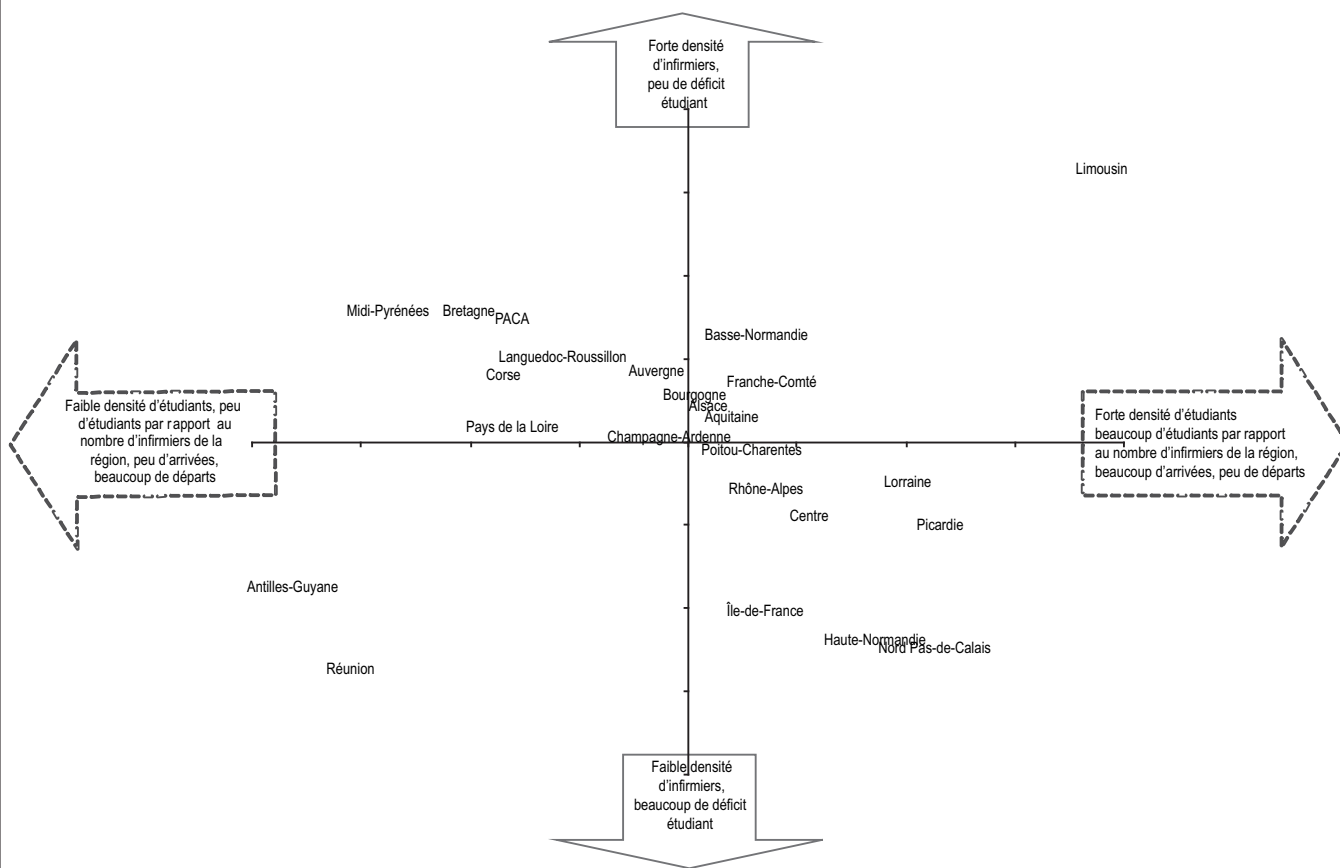 Forte densité
d'infirmiers,
peu de déficit
étudiant
Limousin
Midi-Pyrénées
Bretagne
PACA
Basse-Normandie
Languedoc-Roussillon
Corse
Auvergne
Franche-Comté
Bourgogne
Alsace
Aquitaine
Faible densité d'étudiants, peu
d'étudiants par rapport au
nombre d'infirmiers de la
région, peu d'arrivées,
beaucoup de départs
Pays de la Loire
Champagne-Ardenne
Poitou-Charentes
Forte densité d'étudiants
beaucoup d'étudiants par rapport
au nombre d'infirmiers de la région,
beaucoup d'arrivées, peu de départs
Rhône-Alpes
Lorraine
Centre
Picardie
Antilles-Guyane
Île-de-France
Haute-Normandie
Nord Pas-de-Calais
Réunion
Faible densité
d'infirmiers,
beaucoup de déficit
étudiant